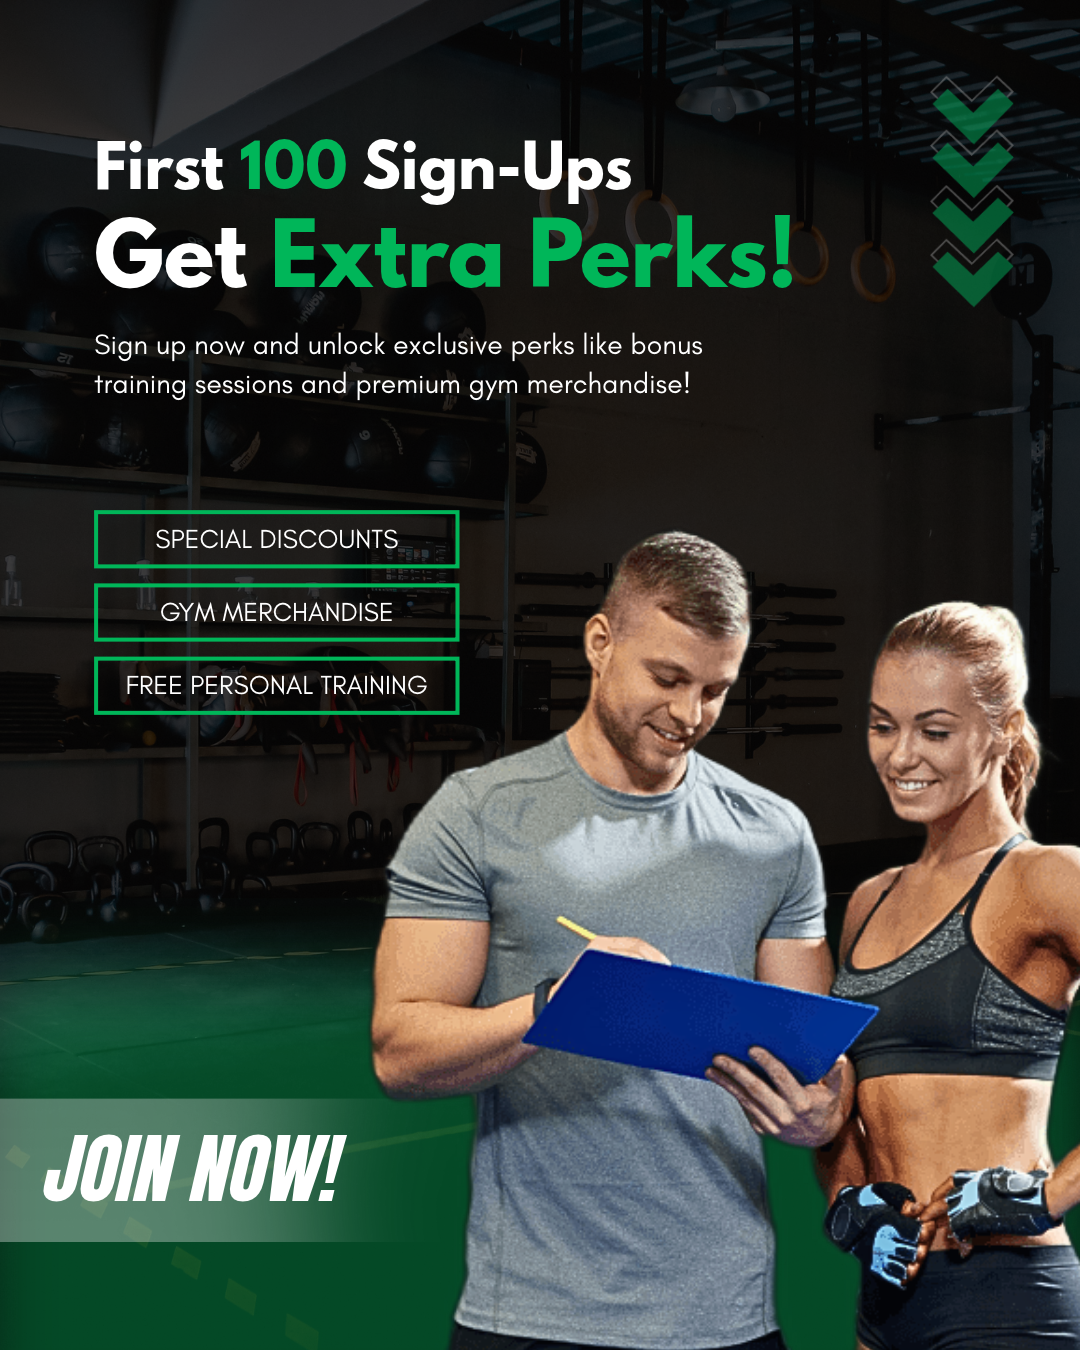 First 100 Sign-Ups
Get Extra Perks!
Sign up now and unlock exclusive perks like bonus
training sessions and premium gym merchandise!
SPECIAL DISCOUNTS
GYM MERCHANDISE
FREE PERSONAL TRAINING
JOIN NOW!